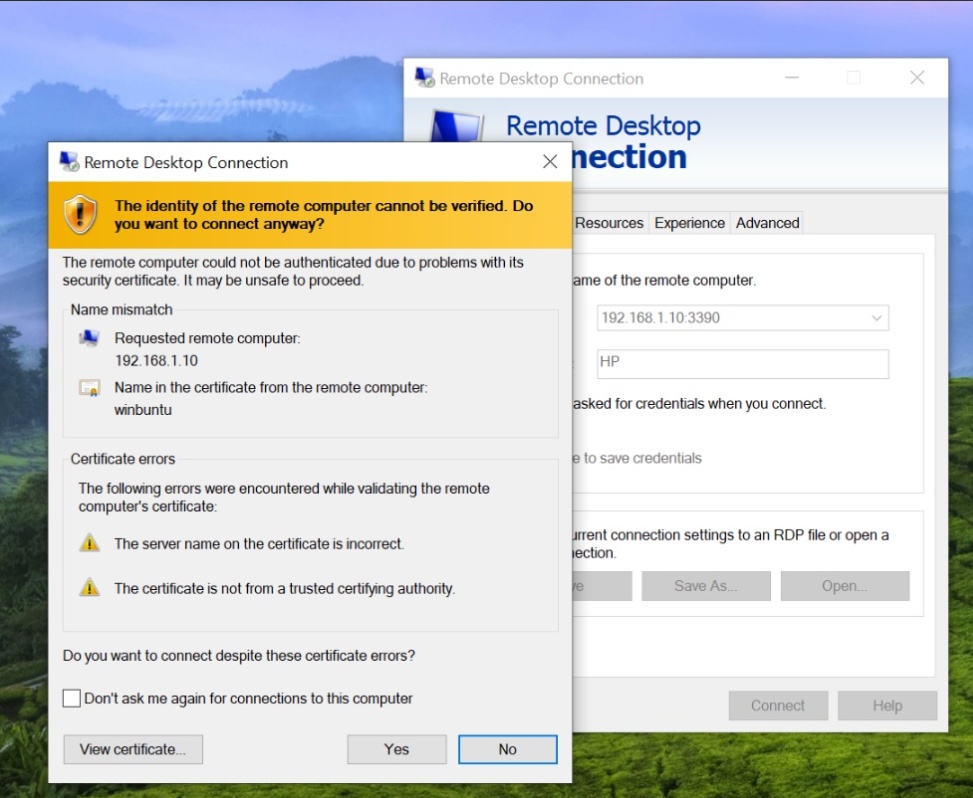 Remote Desktop Connection
Remote Desktop
nection
Remote Desktop Connection
The identity of the remote computer cannot be verified. Do
you want to connect anyway?
The remote computer could not be authenticated due to problems with its
security certificate. It may be unsafe to proceed.
Name mismatch
Requested remote computer:
192.168.1.10
Name in the certificate from the remote computer:
winbuntu
Certificate errors
The following errors were encountered while validating the remote
computer's certificate:
The server name on the certificate is incorrect.
The certificate is not from a trusted certifying authority.
Do you want to connect despite these certificate errors?
Don't ask me again for connections to this computer
View certificate...
Yes
No
Resources Experience Advanced
ame of the remote computer.
192.168.1.10:3390
HP
asked for credentials when you connect.
e to save credentials
urrent connection settings to an RDP file or open a
nection.
ve
Save As...
Open...
Connect
Help